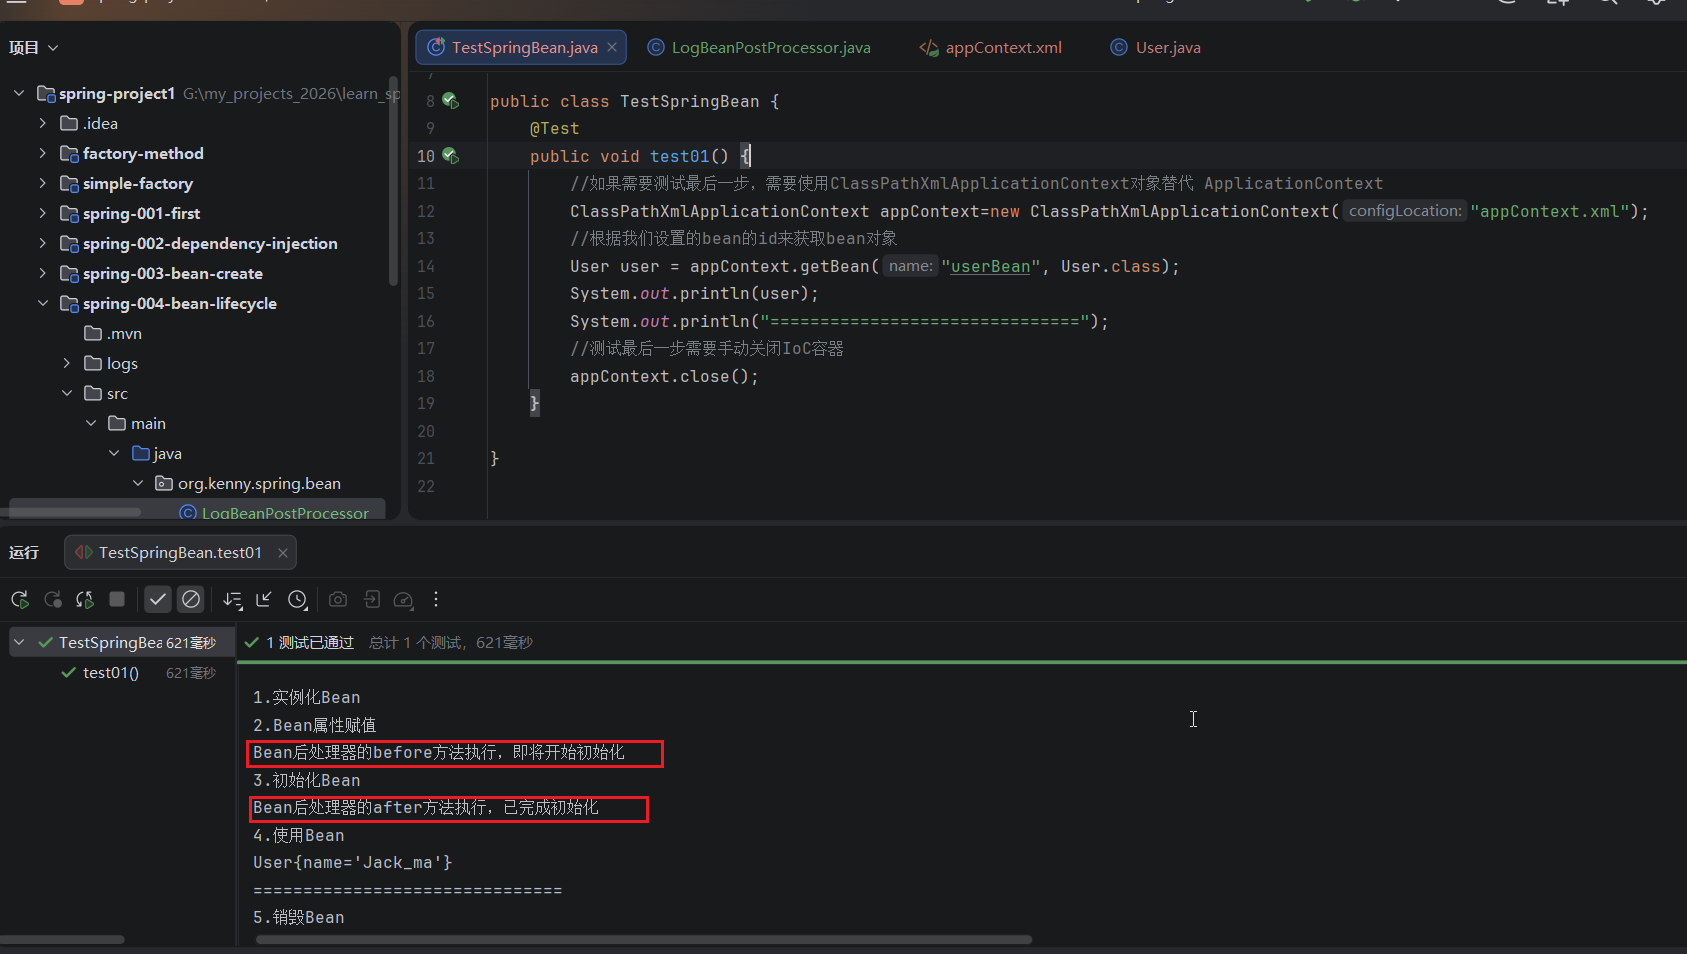 项目
spring-project1 G:\my_projects_2026\learn_sp
.idea
factory-method
simple-factory
spring-001-first
spring-002-dependency-injection
spring-003-bean-create
spring-004-bean-lifecycle
.mvn
logs
src
main
java
org.kenny.spring.bean
LogBeanPostProcessor
TestSpringBean.java
LogBeanPostProcessor.java
appContext.xml
User.java
8 public class TestSpringBean {
9 @Test
10 public void test01() {
11 //如果需要测试最后一步，需要使用ClassPathXmlApplicationContext对象替代 ApplicationContext
12 ClassPathXmlApplicationContext appContext=new ClassPathXmlApplicationContext( configLocation: "appContext.xml");
13 //根据我们设置的bean的id来获取bean对象
14 User user = appContext.getBean( name: "userBean", User.class);
15 System.out.println(user);
16 System.out.println("===============================");
17 //测试最后一步需要手动关闭IoC容器
18 appContext.close();
19 }
20
21 }
22
运行
TestSpringBean.test01
TestSpringBea 621毫秒
test01() 621毫秒
1 测试已通过 总计 1 个测试，621毫秒
1.实例化Bean
2.Bean属性赋值
Bean后处理器的before方法执行，即将开始初始化
3.初始化Bean
Bean后处理器的after方法执行，已完成初始化
4.使用Bean
User{name='Jack_ma'}
===============================
5.销毁Bean